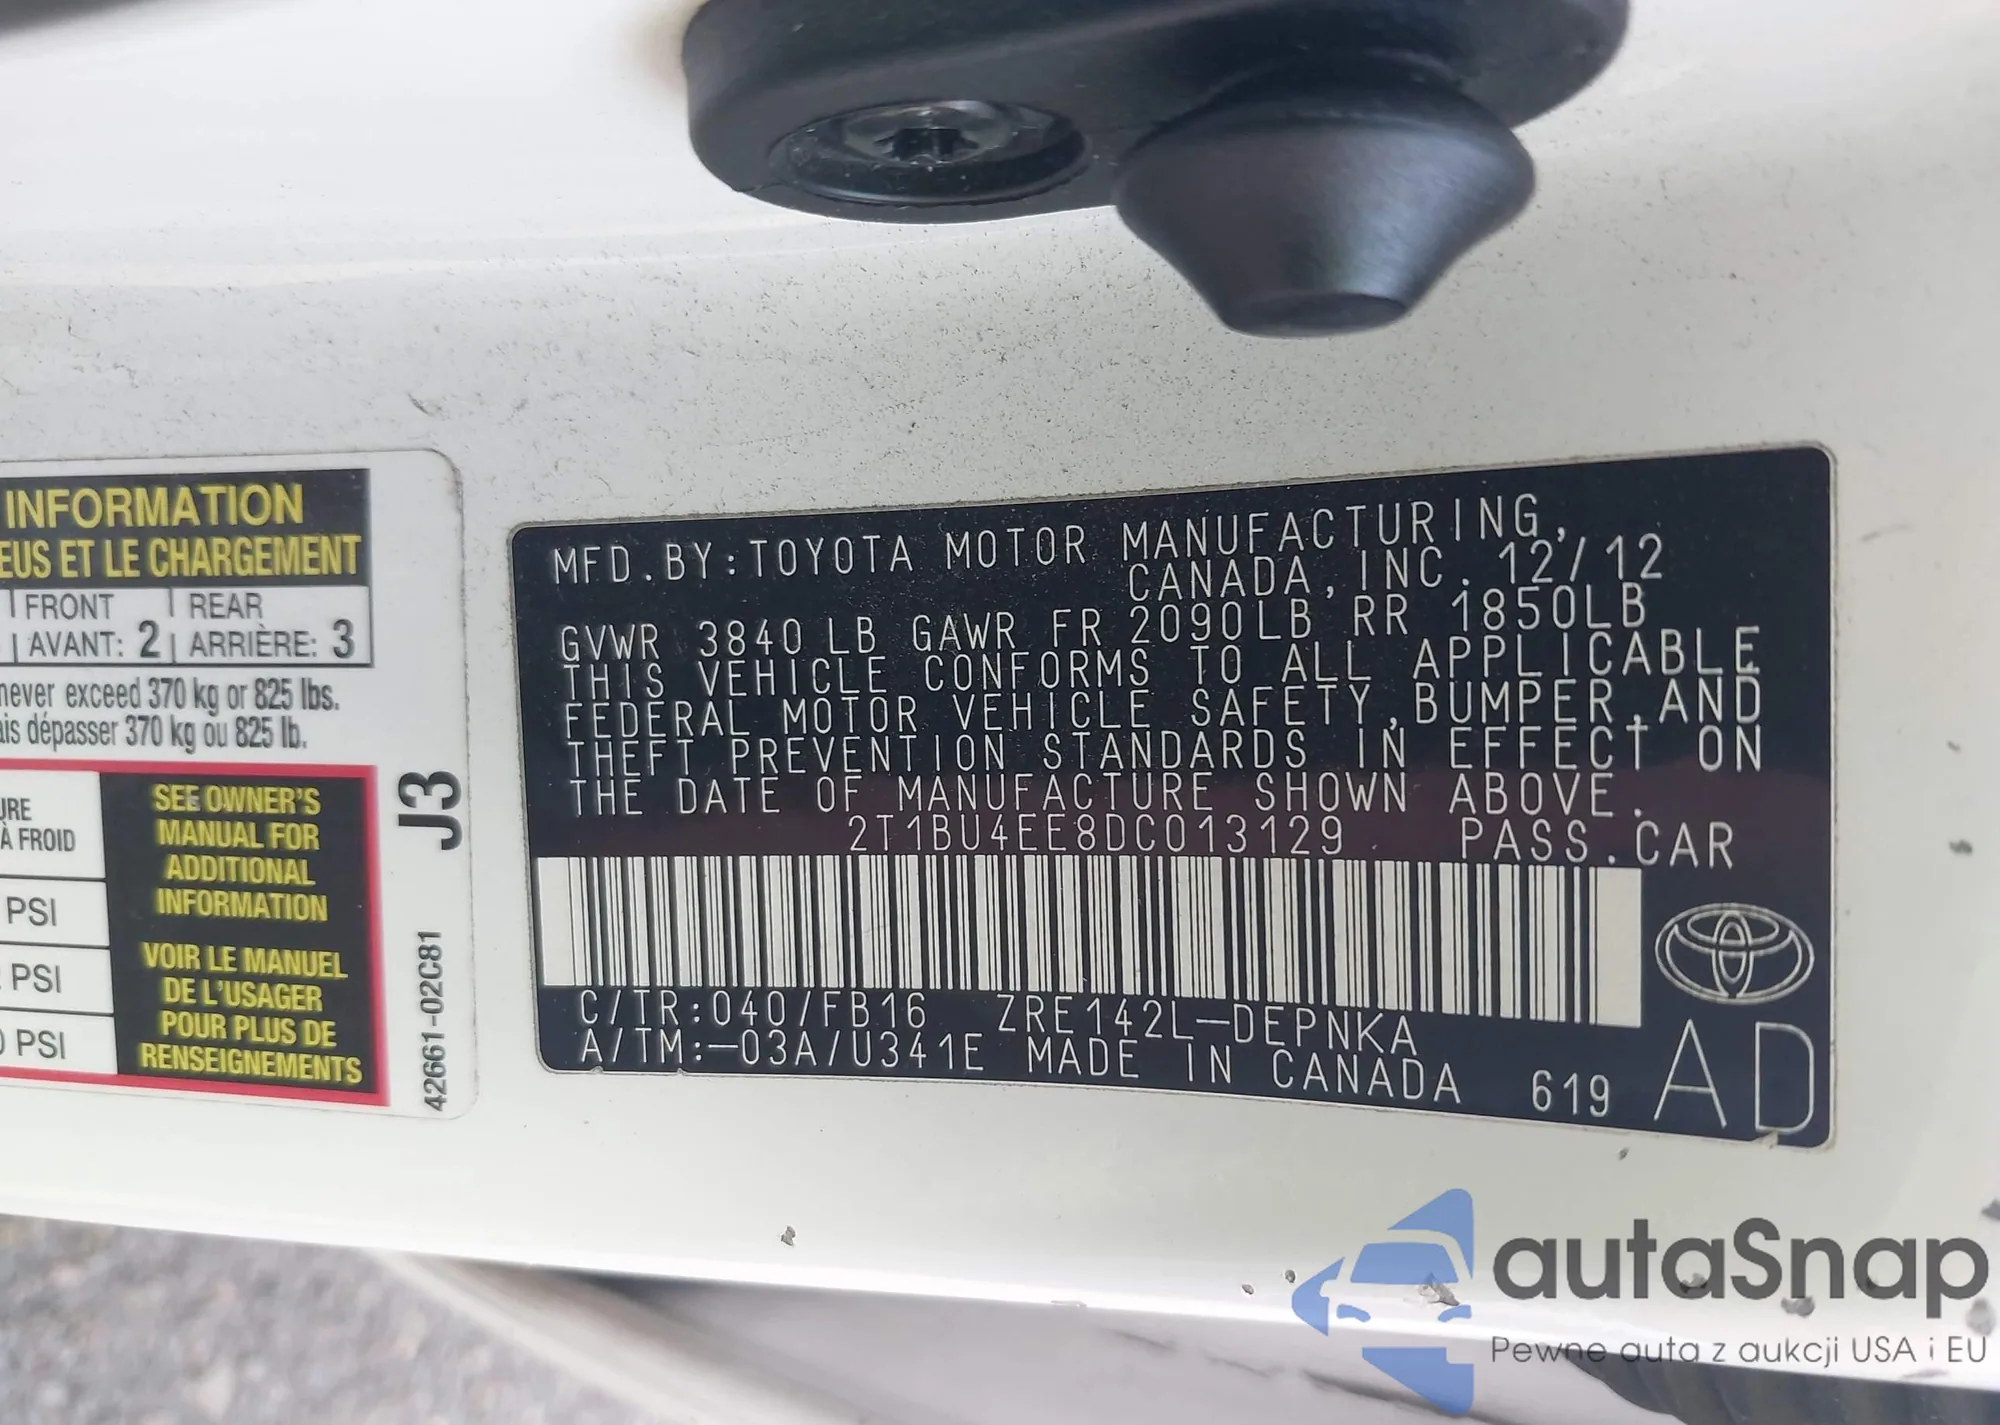 INFORMATION
EUS ET LE CHARGEMENT
FRONT REAR
AVANT: 2 ARRIÈRE: 3
never exceed 370 kg or 825 lbs.
ais dépasser 370 kg ou 825 lb.
URE
À FROID
PSI
PSI
0 PSI
SEE OWNER'S
MANUAL FOR
ADDITIONAL
INFORMATION
VOIR LE MANUEL
DE L'USAGER
POUR PLUS DE
RENSEIGNEMENTS
J3
42661-02C81
MFD.BY:TOYOTA MOTOR MANUFACTURING,
CANADA, INC. 12/12
GVWR 3840 LB GAWR FR 2090LB RR 1850LB
THIS VEHICLE CONFORMS TO ALL APPLICABLE
FEDERAL MOTOR VEHICLE SAFETY,BUMPER,AND
THEFT PREVENTION STANDARDS IN EFFECT ON
THE DATE OF MANUFACTURE SHOWN ABOVE.
2T1BU4EE8DC013129 PASS.CAR
C/TR:040/FB16 ZRE142L-DEPNKA
A/TM:-03A/U341E MADE IN CANADA 619
AD
autaSnap
Pewne auta z aukcji USA i EU